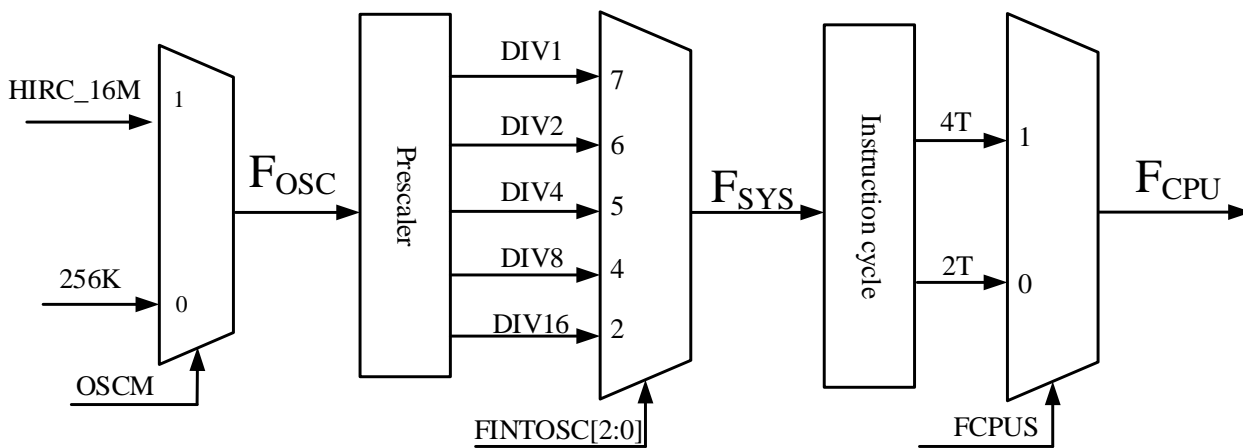 HIRC_16M
1
256K
0
OSCM
FOSC
Prescaler
DIV1
DIV2
DIV4
DIV8
DIV16
7
6
5
4
2
FINTOSC[2:0]
FSYS
Instruction cycle
4T
2T
1
0
FCPUS
FCPU